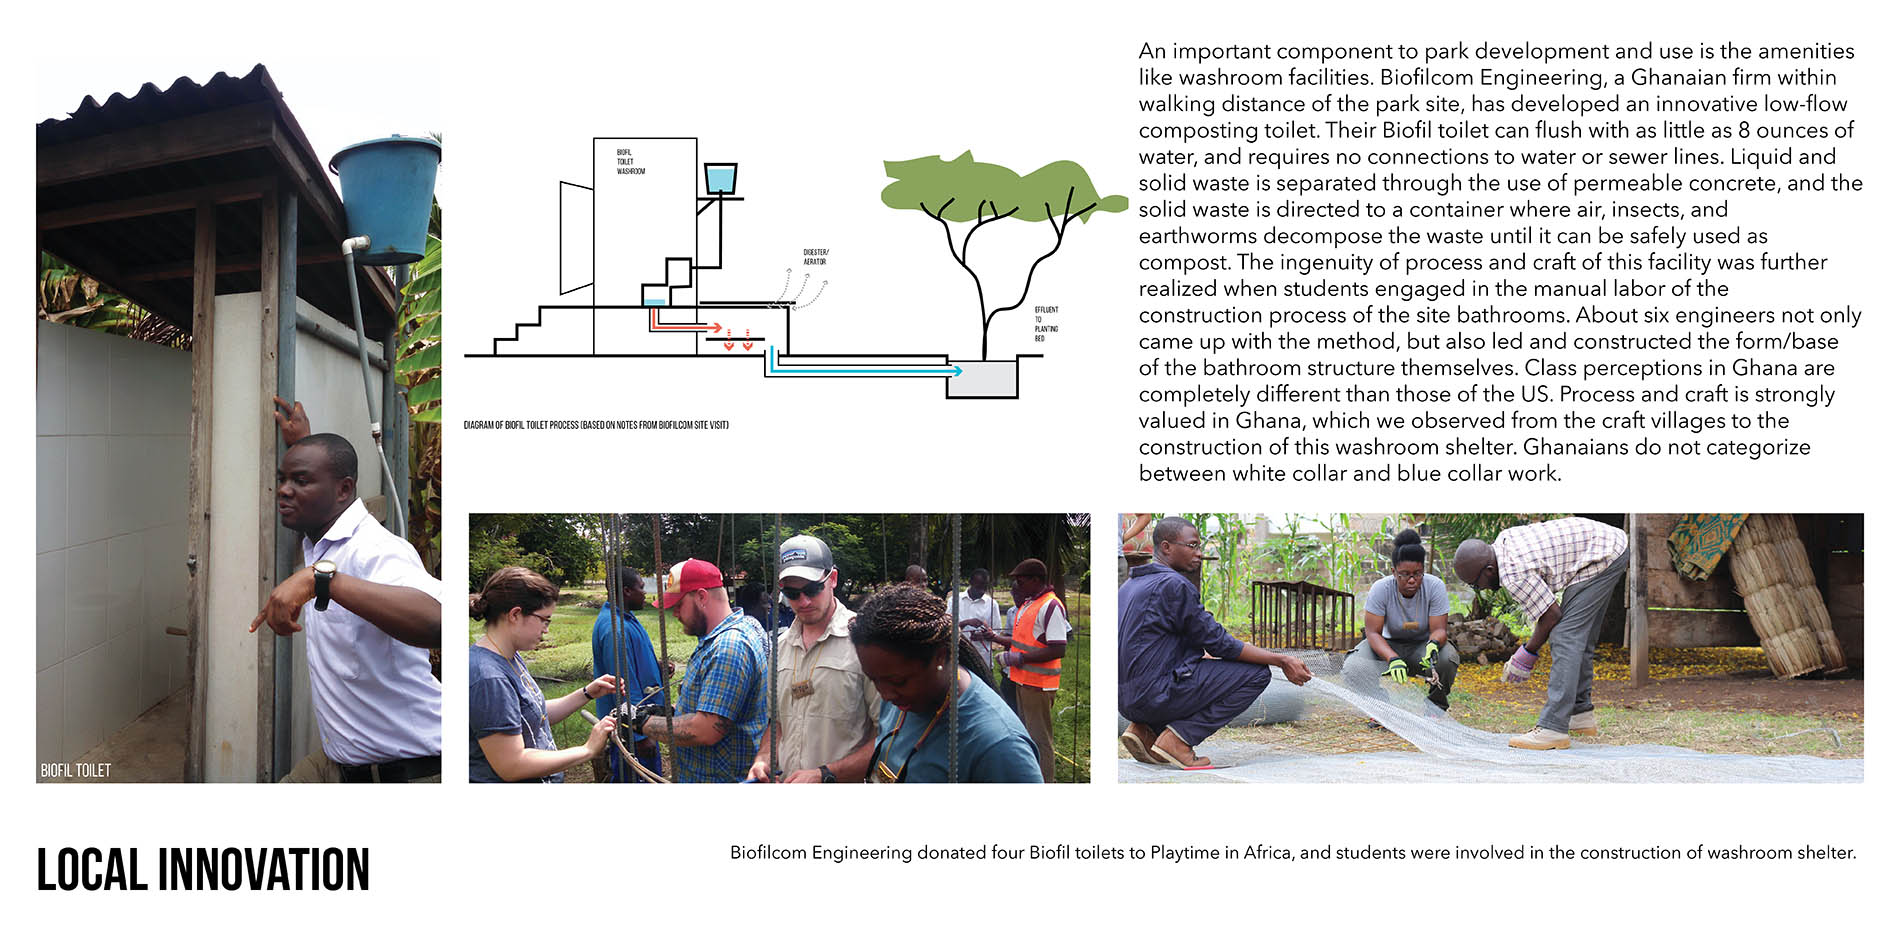 An important component to park development and use is the amenities
like washroom facilities. Biofilcom Engineering, a Ghanaian firm within
walking distance of the park site, has developed an innovative low-flow
composting toilet. Their Biofil toilet can flush with as little as 8 ounces of
water, and requires no connections to water or sewer lines. Liquid and
solid waste is separated through the use of permeable concrete, and the
solid waste is directed to a container where air, insects, and
earthworms decompose the waste until it can be safely used as
compost. The ingenuity of process and craft of this facility was further
realized when students engaged in the manual labor of the
construction process of the site bathrooms. About six engineers not only
came up with the method, but also led and constructed the form/base
of the bathroom structure themselves. Class perceptions in Ghana are
completely different than those of the US. Process and craft is strongly
valued in Ghana, which we observed from the craft villages to the
construction of this washroom shelter. Ghanaians do not categorize
between white collar and blue collar work.
BIOFIL
TOILET
WASHROOM
DIGESTER/
AERATOR
EFFLUENT
TO
PLANTING
BED
DIAGRAM OF BIOFIL TOILET PROCESS (BASED ON NOTES FROM BIOFILCOM SITE VISIT)
BIOFIL TOILET
LOCAL INNOVATION
Biofilcom Engineering donated four Biofil toilets to Playtime in Africa, and students were involved in the construction of washroom shelter.